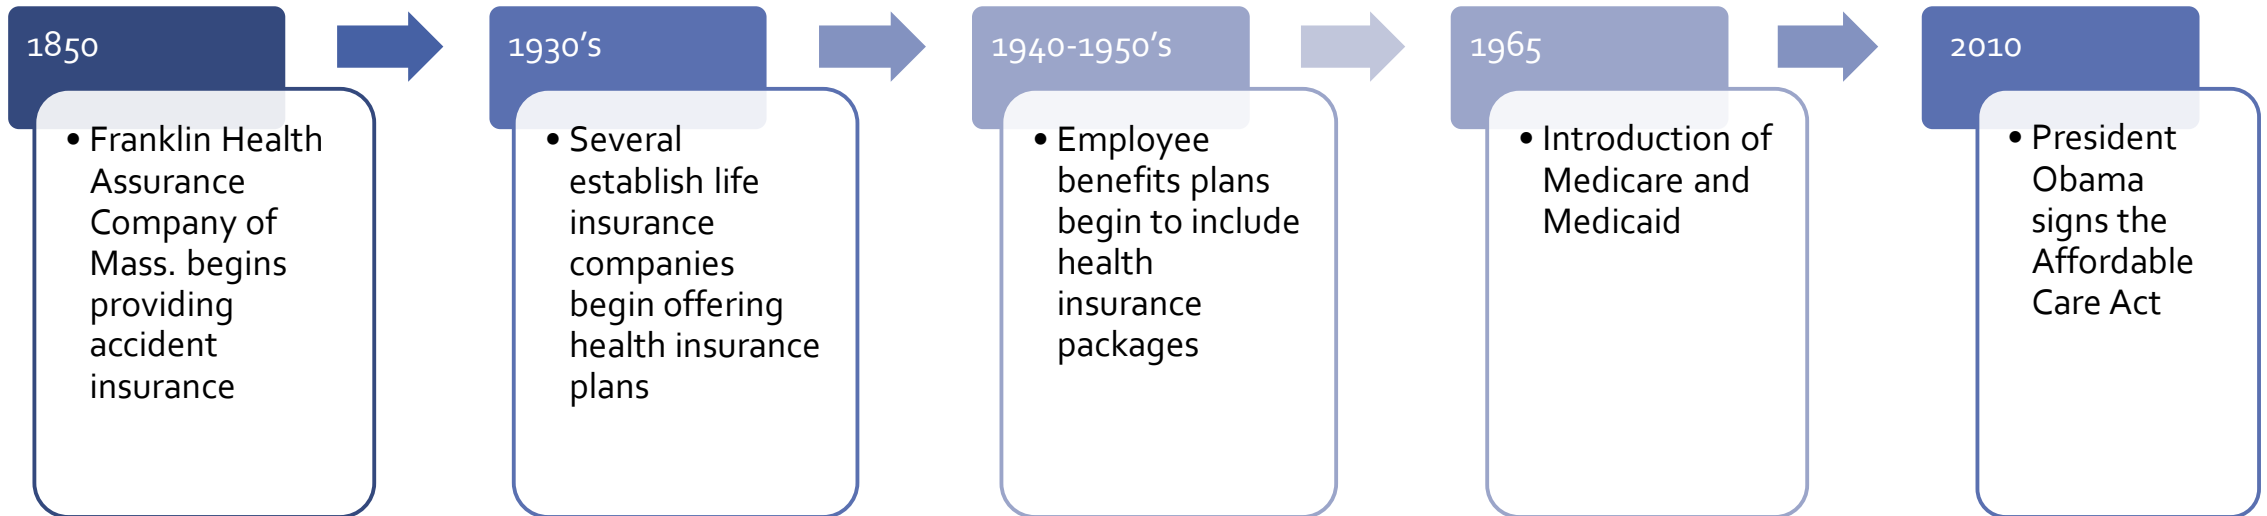 1850
• Franklin Health
Assurance
Company of
Mass. begins
providing
accident
insurance
1930's
• Several
establish life
insurance
companies
begin offering
health insurance
plans
1940-1950's
• Employee
benefits plans
begin to include
health
insurance
packages
1965
• Introduction of
Medicare and
Medicaid
2010
• President
Obama
signs the
Affordable
Care Act